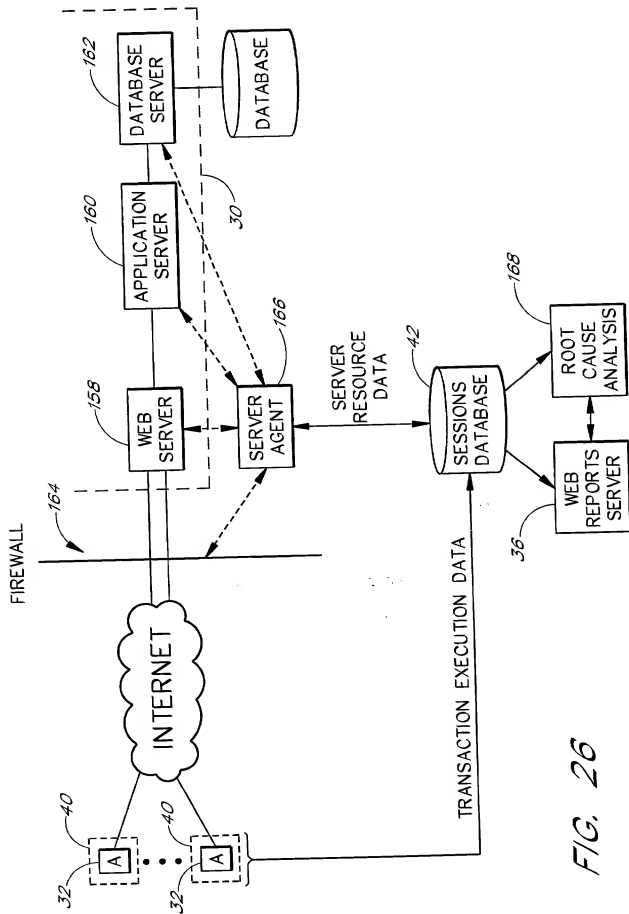 FIREWALL
164
158
WEB
SERVER
160
APPLICATION
SERVER
162
DATABASE
SERVER
DATABASE
30
40
32
A
40
32
A
INTERNET
SERVER
AGENT
166
SERVER
RESOURCE
DATA
TRANSACTION EXECUTION DATA
42
SESSIONS
DATABASE
36
WEB
REPORTS
SERVER
168
ROOT
CAUSE
ANALYSIS
FIG. 26